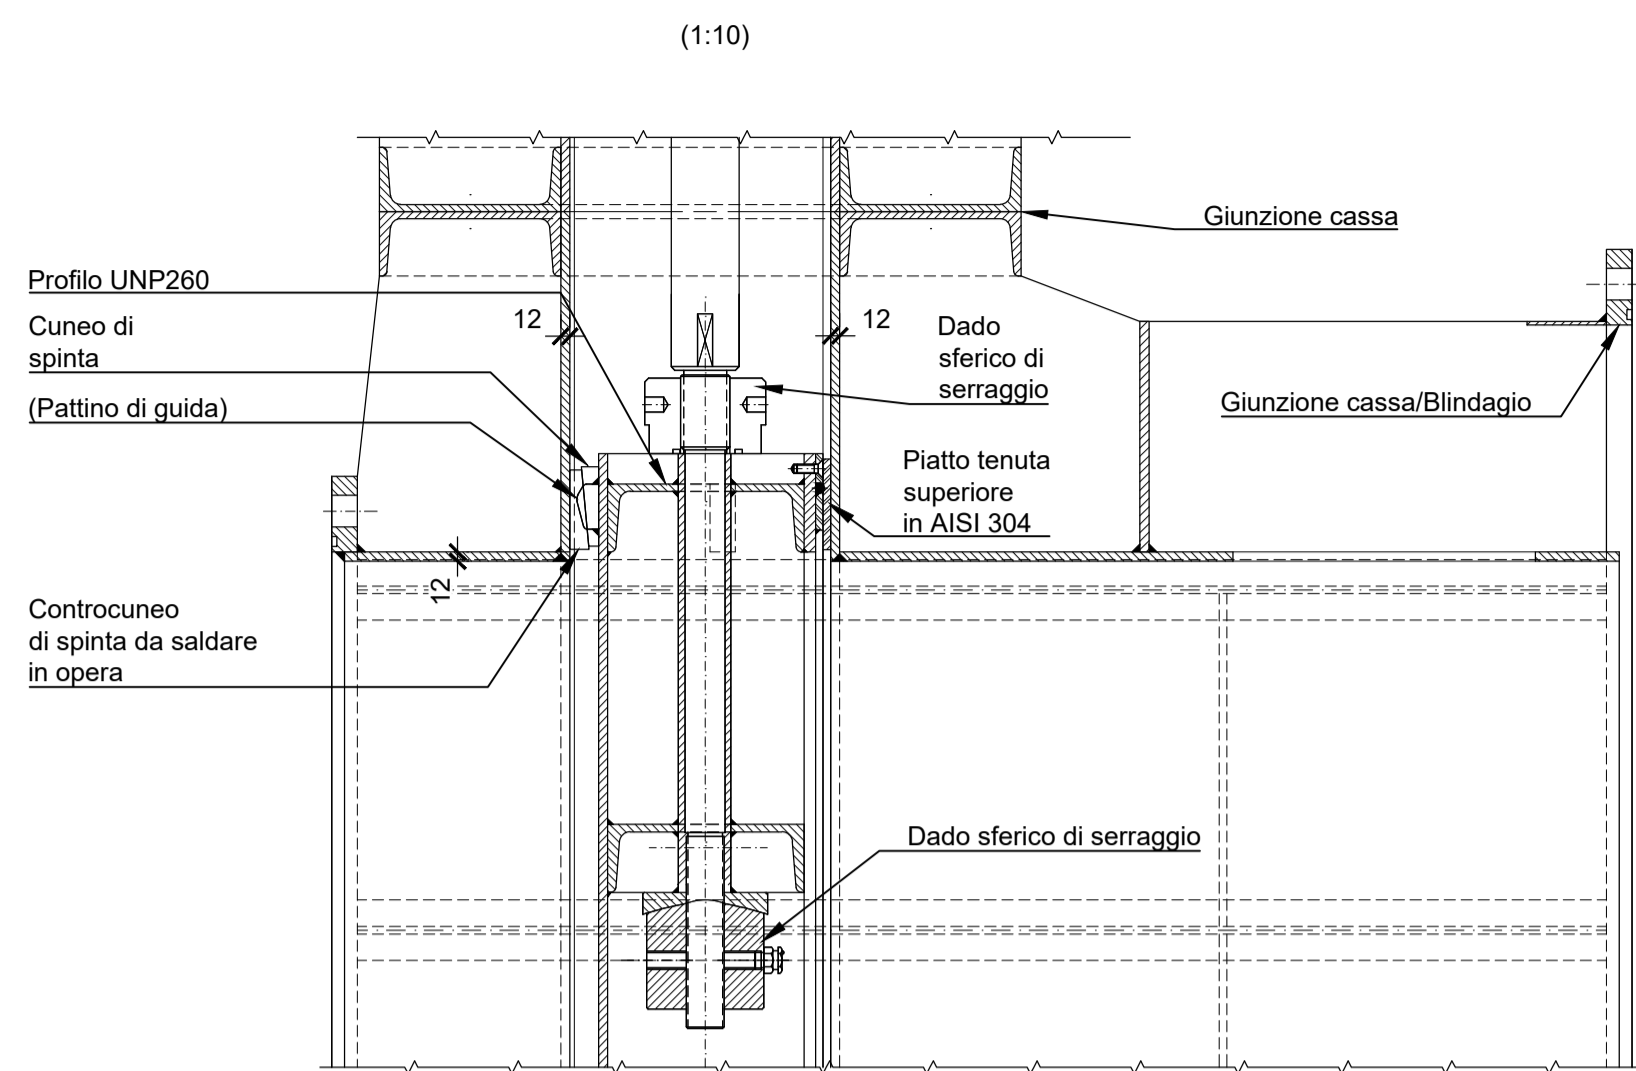 (1:10)
Giunzione cassa
Profilo UNP260
Cuneo di
spinta
(Pattino di guida)
12
12
Dado
sferico di
serraggio
Giunzione cassa/Blindagio
Piatto tenuta
superiore
in AISI 304
12
Controcuneo
di spinta da saldare
in opera
Dado sferico di serraggio